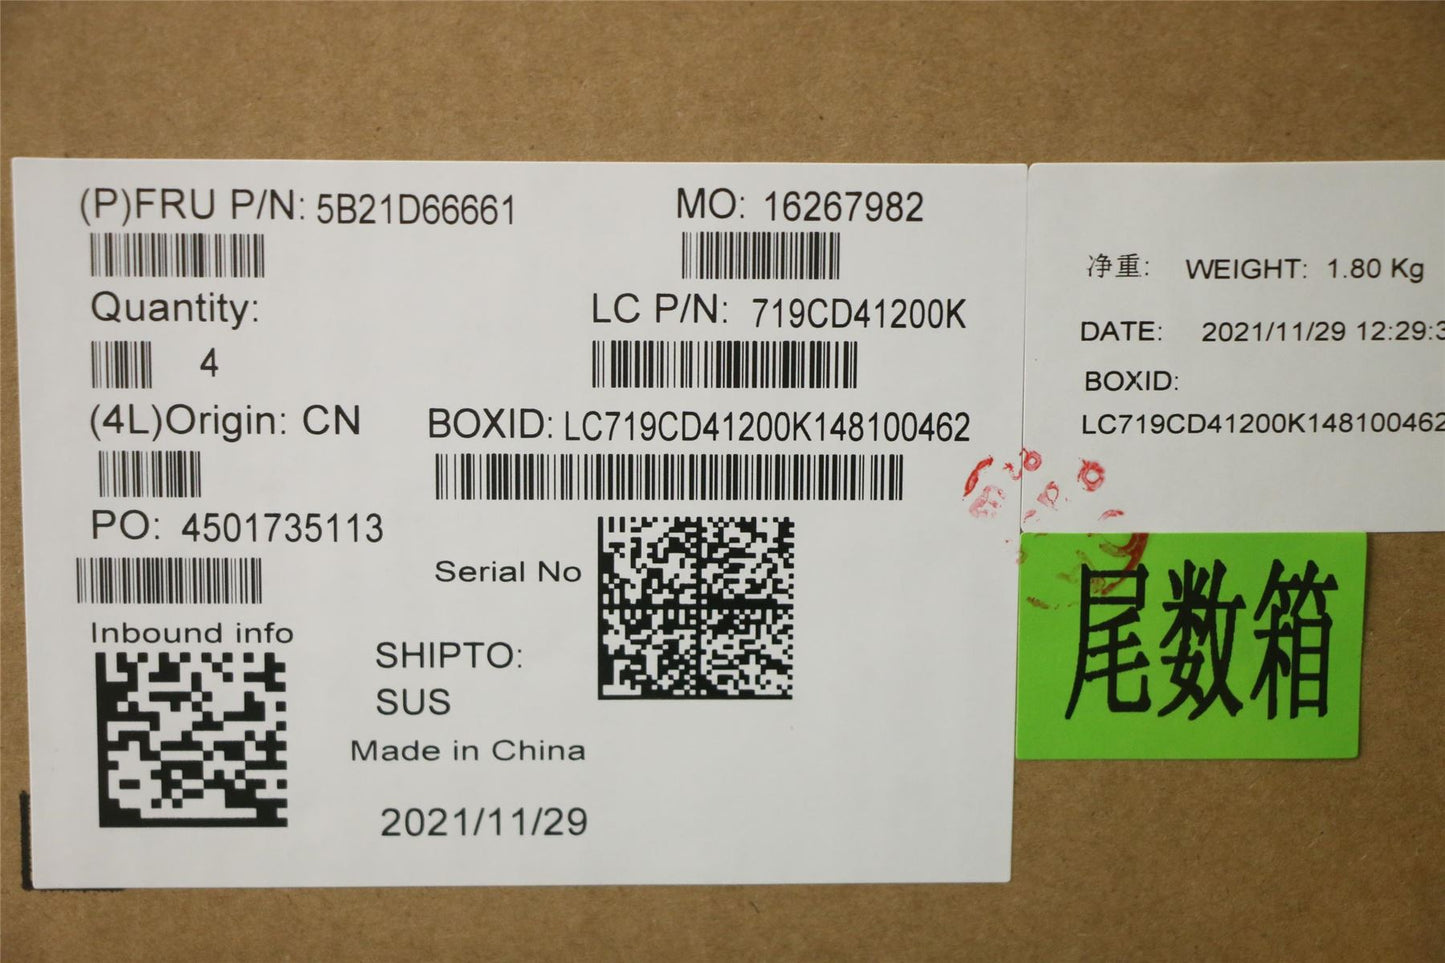 (P)FRU P/N: 5B21D66661
MO: 16267982
Quantity:
4
LC P/N: 719CD41200K
(4L)Origin: CN
BOXID: LC719CD41200K148100462
PO: 4501735113
Serial No
Inbound info
SHIPTO:
SUS
Made in China
2021/11/29
净重: WEIGHT: 1.80 Kg
DATE: 2021/11/29 12:29:3
BOXID:
LC719CD41200K148100462
尾数箱